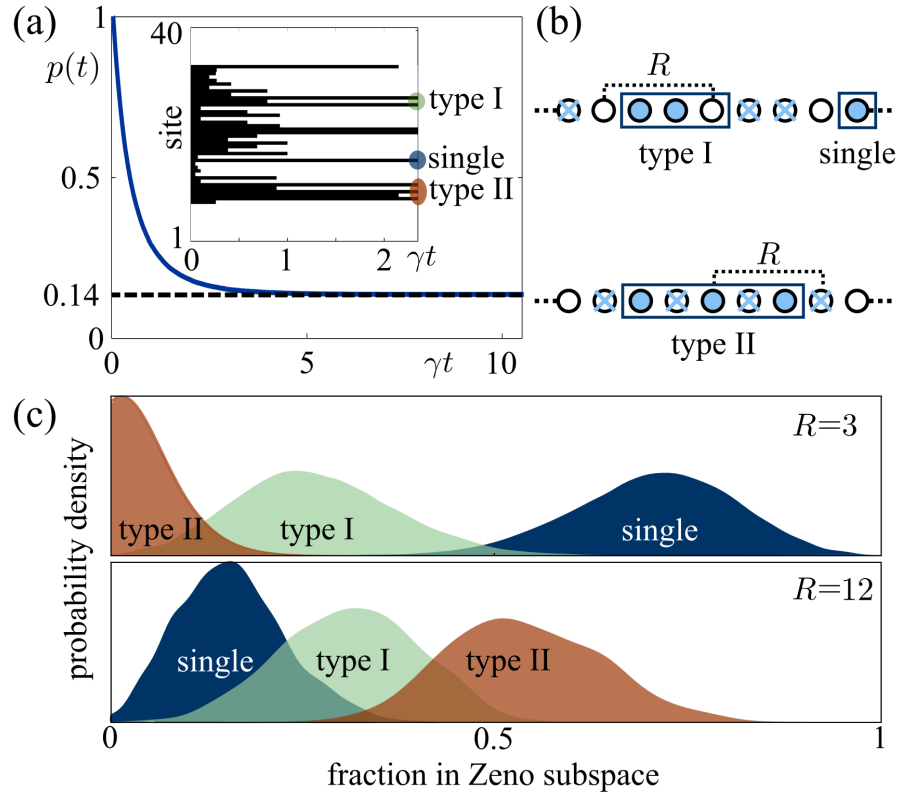 (a)
1
p(t)
0.5
0.14
0
0
5
γt
10
40
site
1
0
1
2
γt
type I
single
type II
(b)
R
type I
single
R
type II
(c)
probability density
R=3
type II
type I
single
R=12
single
type I
type II
0
0.5
1
fraction in Zeno subspace